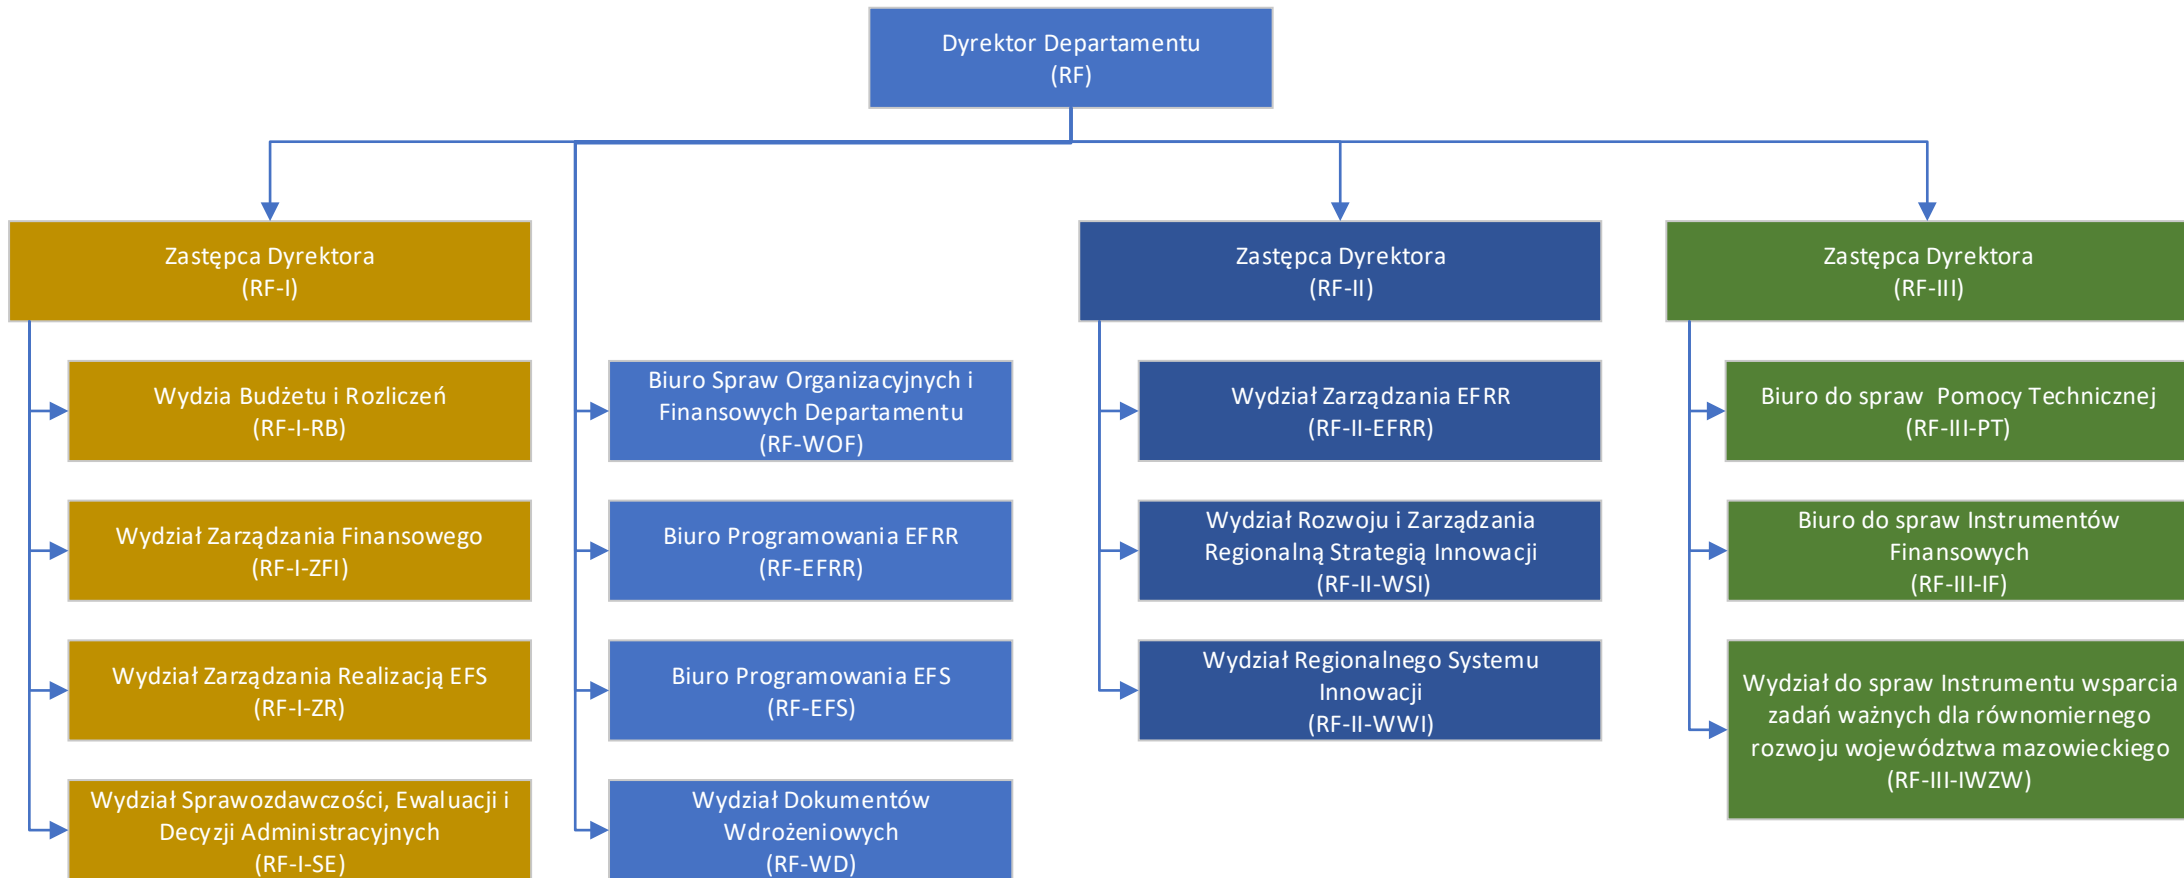 Dyrektor Departamentu
(RF)
Zastępca Dyrektora
(RF-I)
Wydzia Budżetu i Rozliczeń
(RF-I-RB)
Wydział Zarządzania Finansowego
(RF-I-ZFI)
Wydział Zarządzania Realizacją EFS
(RF-I-ZR)
Wydział Sprawozdawczości, Ewaluacji i
Decyzji Administracyjnych
(RF-I-SE)
Biuro Spraw Organizacyjnych i
Finansowych Departamentu
(RF-WOF)
Biuro Programowania EFRR
(RF-EFRR)
Biuro Programowania EFS
(RF-EFS)
Wydział Dokumentów
Wdrożeniowych
(RF-WD)
Zastępca Dyrektora
(RF-II)
Wydział Zarządzania EFRR
(RF-II-EFRR)
Wydział Rozwoju i Zarządzania
Regionalną Strategią Innowacji
(RF-II-WSI)
Wydział Regionalnego Systemu
Innowacji
(RF-II-WWI)
Zastępca Dyrektora
(RF-III)
Biuro do spraw  Pomocy Technicznej
(RF-III-PT)
Biuro do spraw Instrumentów
Finansowych
(RF-III-IF)
Wydział do spraw Instrumentu wsparcia
zadań ważnych dla równomiernego
rozwoju województwa mazowieckiego
(RF-III-IWZW)